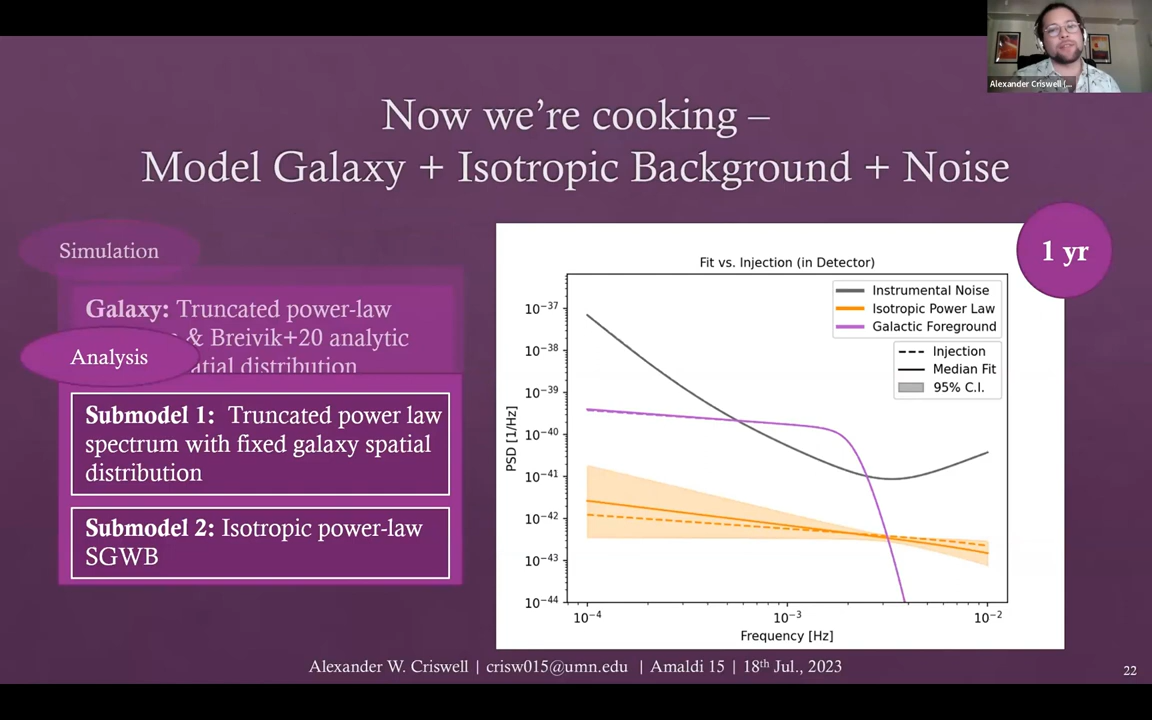 Alexander Criswell (...
Now we're cooking –
Model Galaxy + Isotropic Background + Noise
Simulation
Galaxy: Truncated power-law
& Breivik+20 analytic
distribution
Analysis
Submodel 1: Truncated power law
spectrum with fixed galaxy spatial
distribution
Submodel 2: Isotropic power-law
SGWB
1 yr
Fit vs. Injection (in Detector)
Instrumental Noise
Isotropic Power Law
Galactic Foreground
Injection
Median Fit
95% C.I.
PSD [1/Hz]
10⁻³⁷
10⁻³⁸
10⁻³⁹
10⁻⁴⁰
10⁻⁴¹
10⁻⁴²
10⁻⁴³
10⁻⁴⁴
10⁻⁴ 10⁻³ 10⁻²
Frequency [Hz]
Alexander W. Criswell | crisw015@umn.edu | Amaldi 15 | 18th Jul., 2023
22